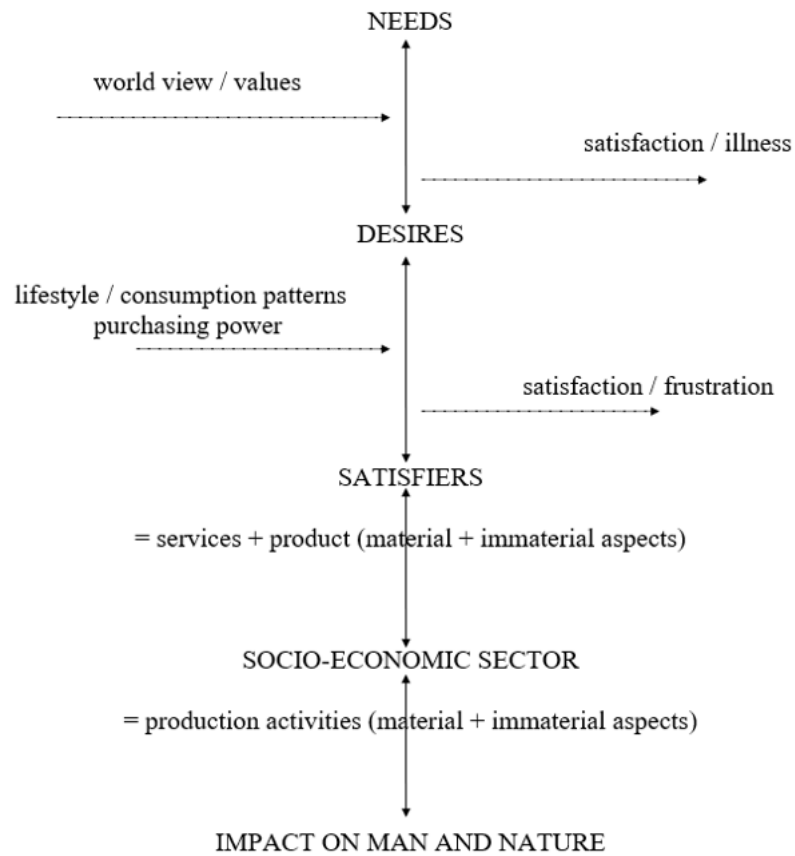 NEEDS
world view / values
satisfaction / illness
DESIRES
lifestyle / consumption patterns
purchasing power
satisfaction / frustration
SATISFIERS
= services + product (material + immaterial aspects)
SOCIO-ECONOMIC SECTOR
= production activities (material + immaterial aspects)
IMPACT ON MAN AND NATURE